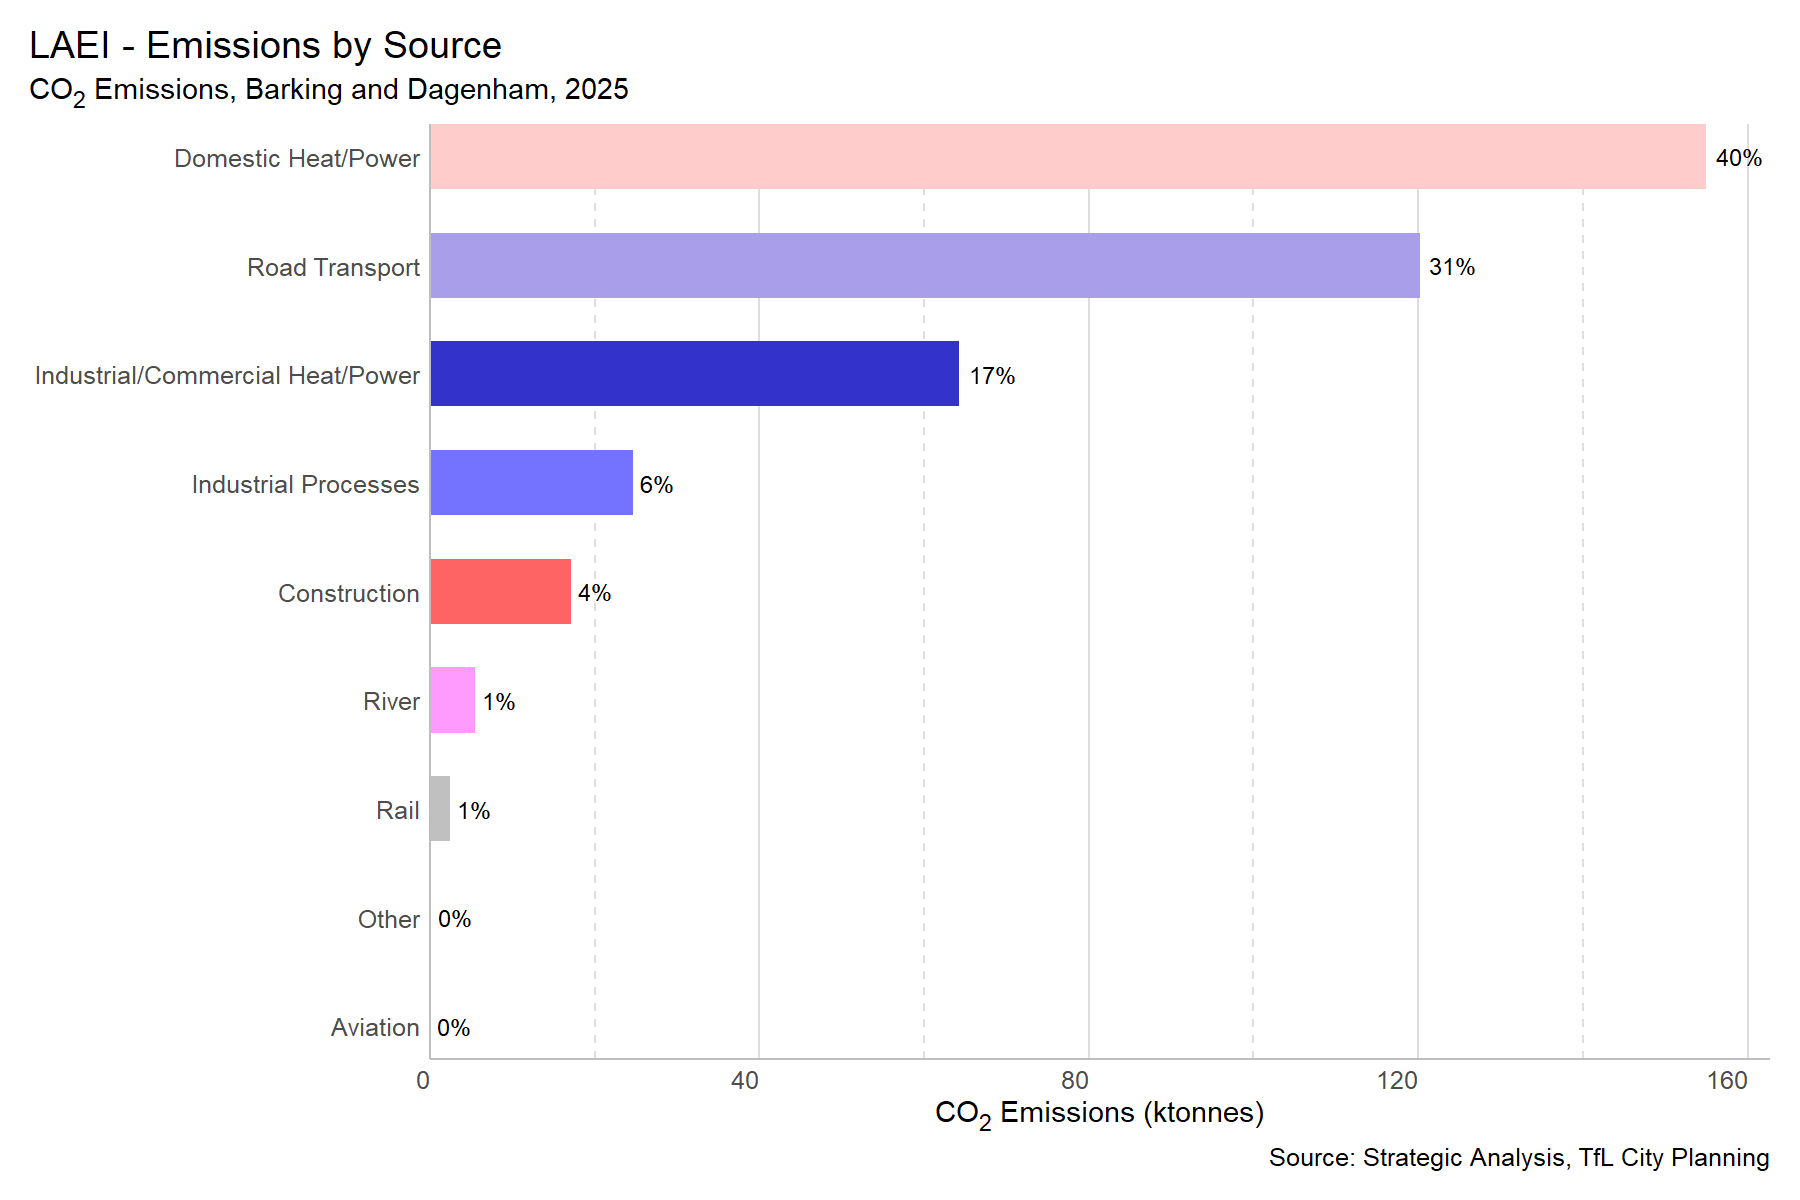 LAEI - Emissions by Source
CO₂ Emissions, Barking and Dagenham, 2025
Domestic Heat/Power 40%
Road Transport 31%
Industrial/Commercial Heat/Power 17%
Industrial Processes 6%
Construction 4%
River 1%
Rail 1%
Other 0%
Aviation 0%
0 40 80 120 160
CO₂ Emissions (ktonnes)
Source: Strategic Analysis, TfL City Planning